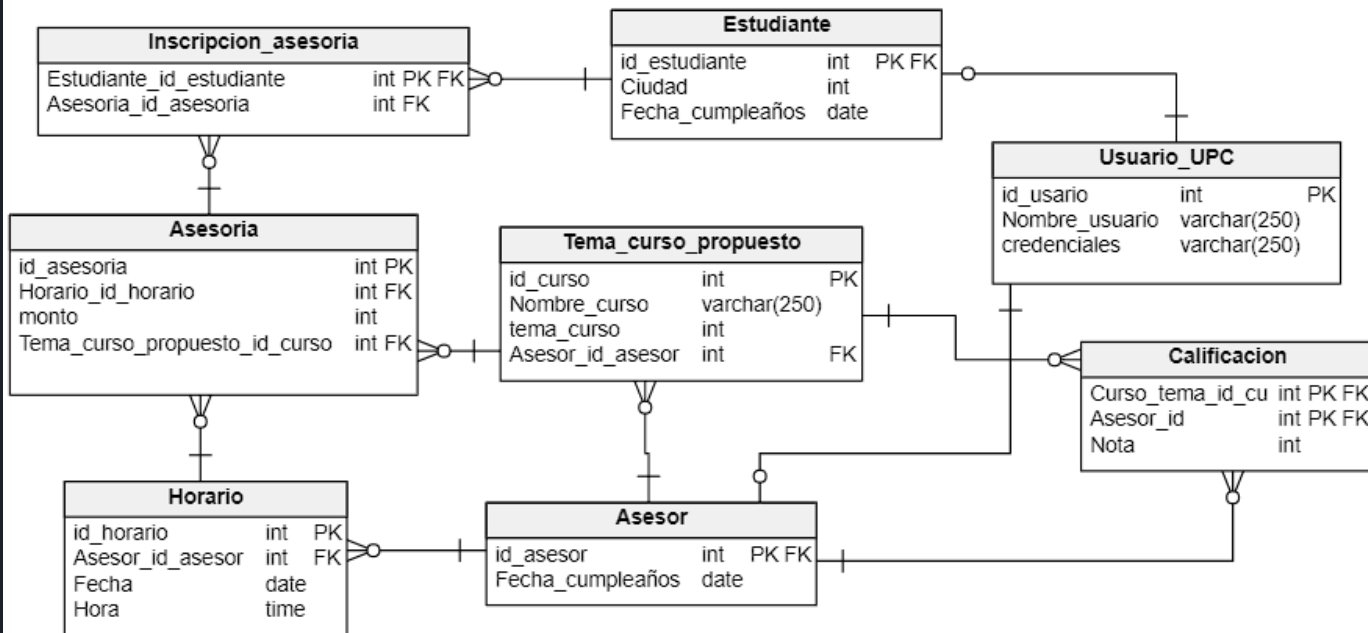 Inscripcion_asesoria
Estudiante_id_estudiante int PK FK
Asesoria_id_asesoria int FK
Estudiante
id_estudiante int PK FK
Ciudad int
Fecha_cumpleaños date
Usuario_UPC
id_usario int PK
Nombre_usuario varchar(250)
credenciales varchar(250)
Asesoria
id_asesoria int PK
Horario_id_horario int FK
monto int
Tema_curso_propuesto_id_curso int FK
Tema_curso_propuesto
id_curso int PK
Nombre_curso varchar(250)
tema_curso int
Asesor_id_asesor int FK
Calificacion
Curso_tema_id_cu int PK FK
Asesor_id int PK FK
Nota int
Horario
id_horario int PK
Asesor_id_asesor int FK
Fecha date
Hora time
Asesor
id_asesor int PK FK
Fecha_cumpleaños date